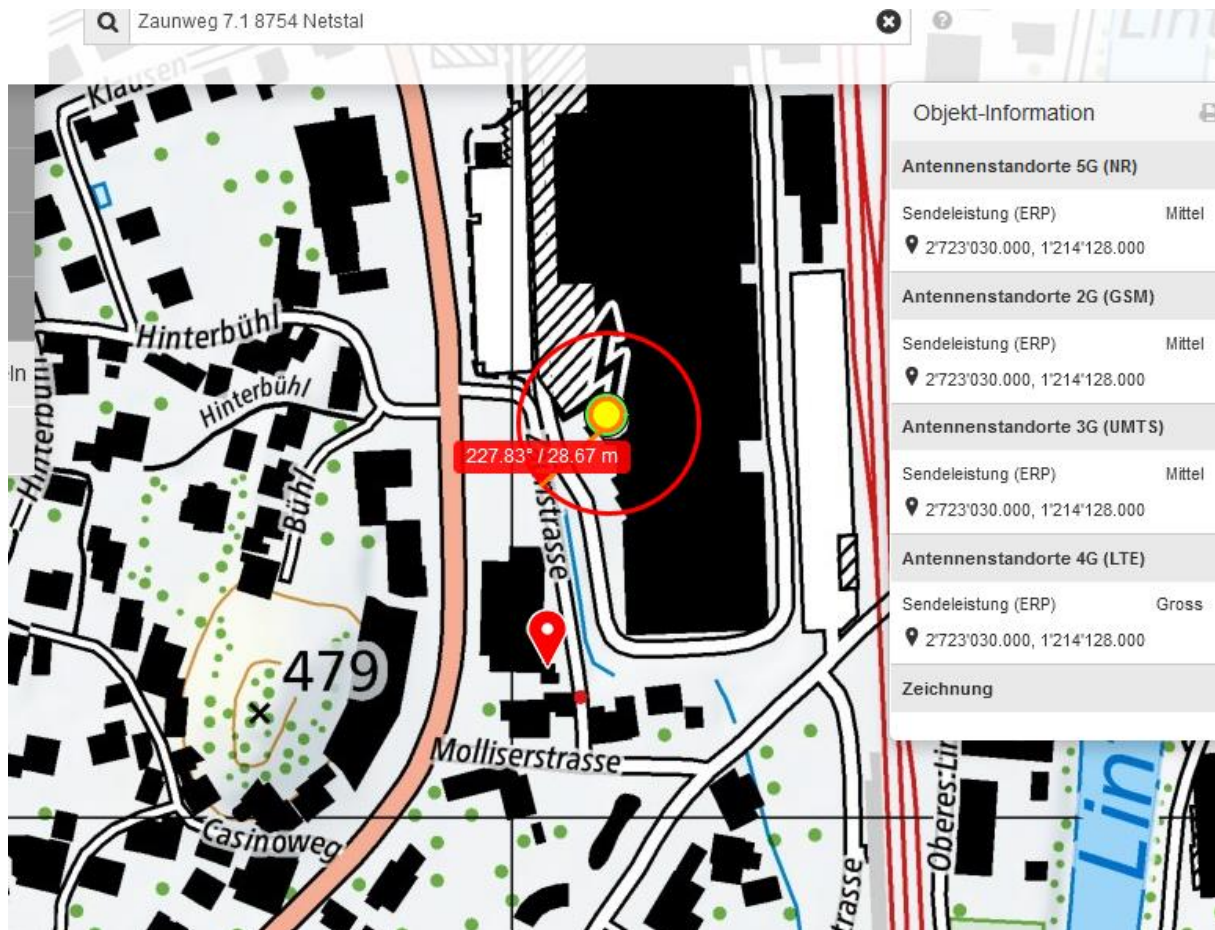 Zaunweg 7.1 8754 Netstal
Klausen
Lint
Objekt-Information
Antennenstandorte 5G (NR)
Sendeleistung (ERP) Mittel
2'723'030.000, 1'214'128.000
Antennenstandorte 2G (GSM)
Sendeleistung (ERP) Mittel
2'723'030.000, 1'214'128.000
Antennenstandorte 3G (UMTS)
Sendeleistung (ERP) Mittel
2'723'030.000, 1'214'128.000
Antennenstandorte 4G (LTE)
Sendeleistung (ERP) Gross
2'723'030.000, 1'214'128.000
Zeichnung
Hinterbühl
Hinterbühl
Hinterbühl
227.83° / 28.67 m
Bühl
479
Molliserstrasse
Casinoweg
Oberes